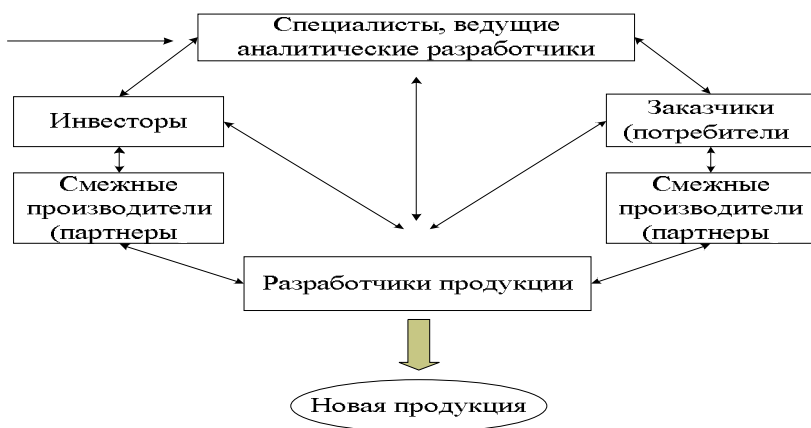 Специалисты, ведущие
аналитические разработчики
Инвесторы
Заказчики
(потребители
Смежные
производители
(партнеры
Смежные
производители
(партнеры
Разработчики продукции
Новая продукция